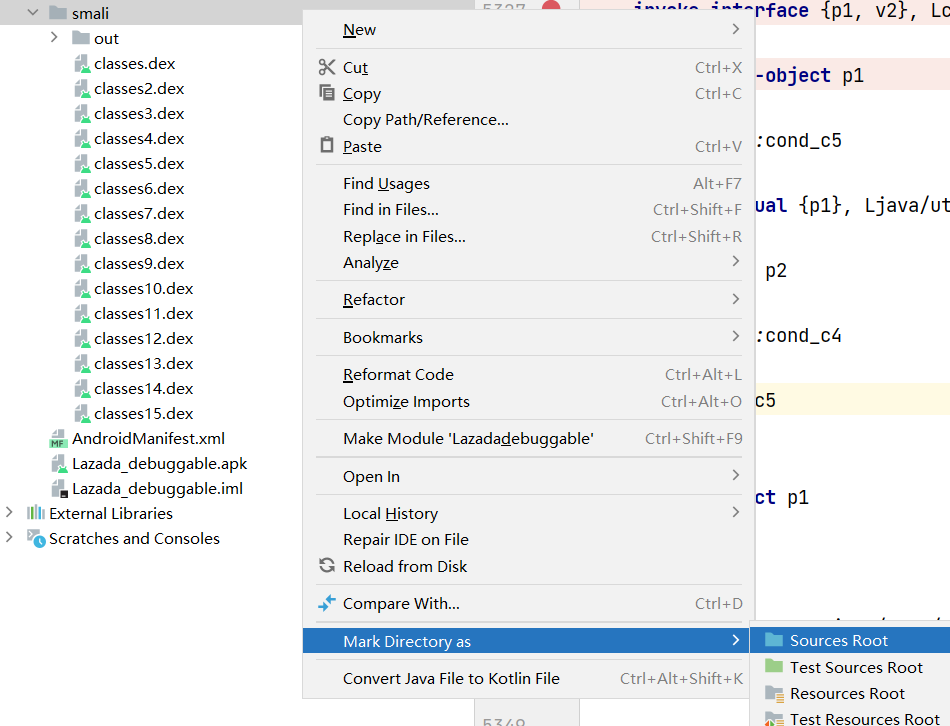 smali
out
classes.dex
classes2.dex
classes3.dex
classes4.dex
classes5.dex
classes6.dex
classes7.dex
classes8.dex
classes9.dex
classes10.dex
classes11.dex
classes12.dex
classes13.dex
classes14.dex
classes15.dex
MF AndroidManifest.xml
Lazada_debuggable.apk
Lazada_debuggable.iml
External Libraries
Scratches and Consoles
New
Cut Ctrl+X
Copy Ctrl+C
Copy Path/Reference...
Paste Ctrl+V
Find Usages Alt+F7
Find in Files... Ctrl+Shift+F
Replace in Files... Ctrl+Shift+R
Analyze
Refactor
Bookmarks
Reformat Code Ctrl+Alt+L
Optimize Imports Ctrl+Alt+O
Make Module 'Lazadadebuggable' Ctrl+Shift+F9
Open In
Local History
Repair IDE on File
Reload from Disk
Compare With... Ctrl+D
Mark Directory as
Convert Java File to Kotlin File Ctrl+Alt+Shift+K
Sources Root
Test Sources Root
Resources Root
Test Resources Root
5327 invoke-interface {p1, v2}, Lc
-object p1
:cond_c5
ual {p1}, Ljava/ut
p2
:cond_c4
c5
ct p1
5349